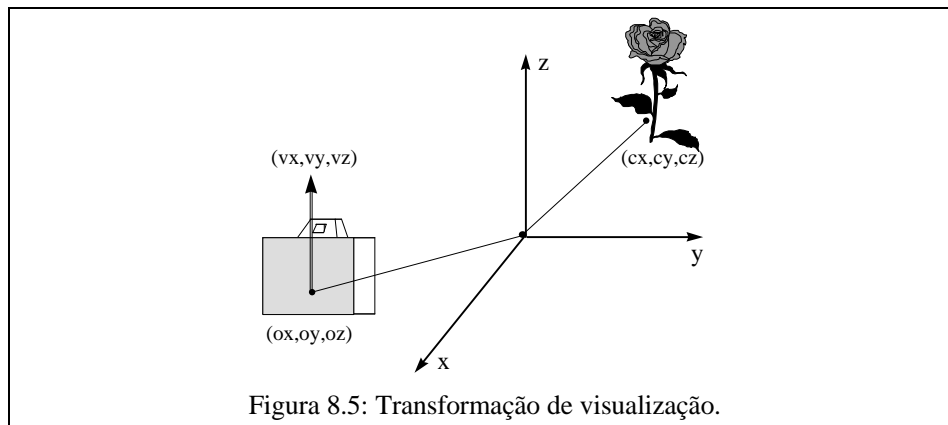 z
(vx,vy,vz)
(cx,cy,cz)
y
(ox,oy,oz)
x
Figura 8.5: Transformação de visualização.